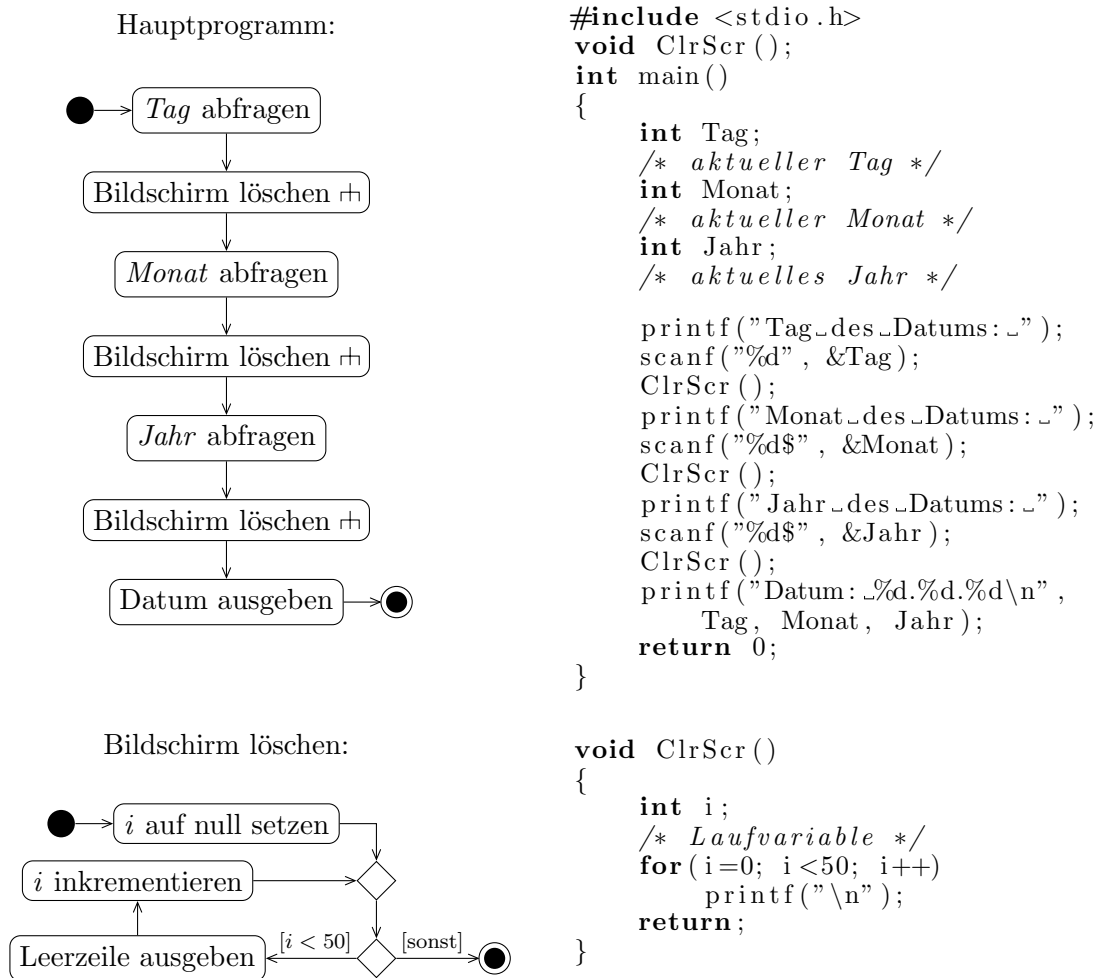 Hauptprogramm:
Tag abfragen
Bildschirm löschen
Monat abfragen
Bildschirm löschen
Jahr abfragen
Bildschirm löschen
Datum ausgeben
#include <stdio.h>
void ClrScr();
int main()
{
int Tag;
/* aktueller Tag */
int Monat;
/* aktueller Monat */
int Jahr;
/* aktuelles Jahr */
printf("Tag␣des␣Datums:␣");
scanf("%d", &Tag);
ClrScr();
printf("Monat␣des␣Datums:␣");
scanf("%d$", &Monat);
ClrScr();
printf("Jahr␣des␣Datums:␣");
scanf("%d$", &Jahr);
ClrScr();
printf("Datum:␣%d.%d.%d\n",
Tag, Monat, Jahr);
return 0;
}
Bildschirm löschen:
i auf null setzen
i inkrementieren
Leerzeile ausgeben
[i < 50]
[sonst]
void ClrScr()
{
int i;
/* Laufvariable */
for(i=0; i<50; i++)
printf("\n");
return;
}